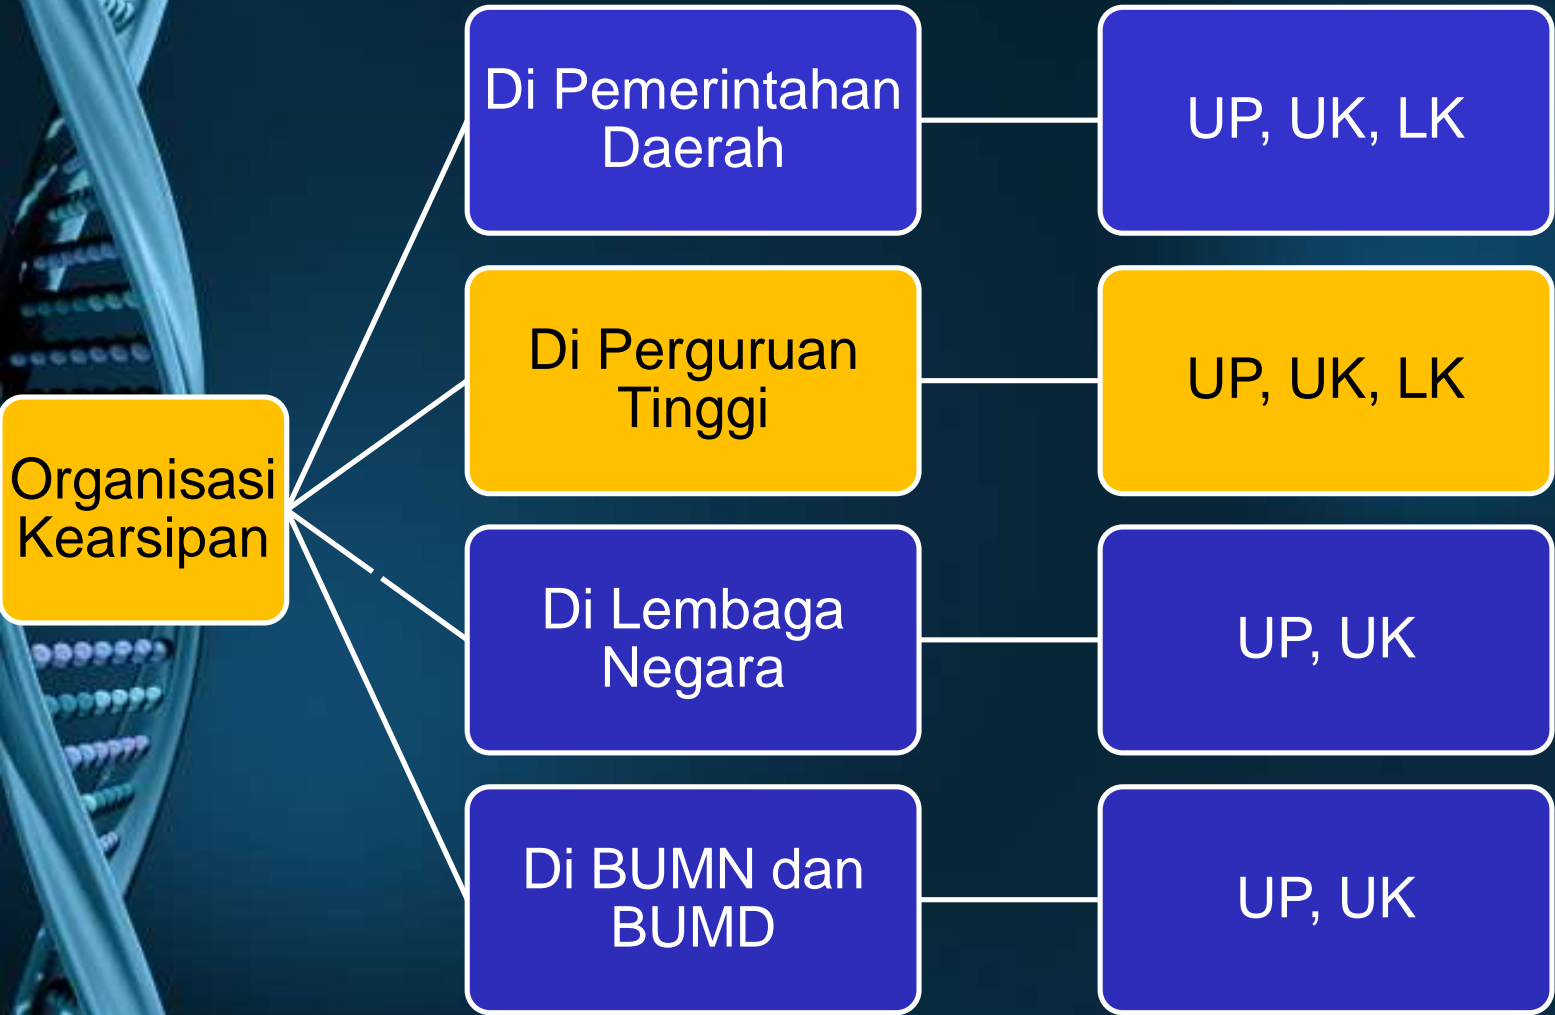 Organisasi
Kearsipan
Di Pemerintahan
Daerah
UP, UK, LK
Di Perguruan
Tinggi
UP, UK, LK
Di Lembaga
Negara
UP, UK
Di BUMN dan
BUMD
UP, UK